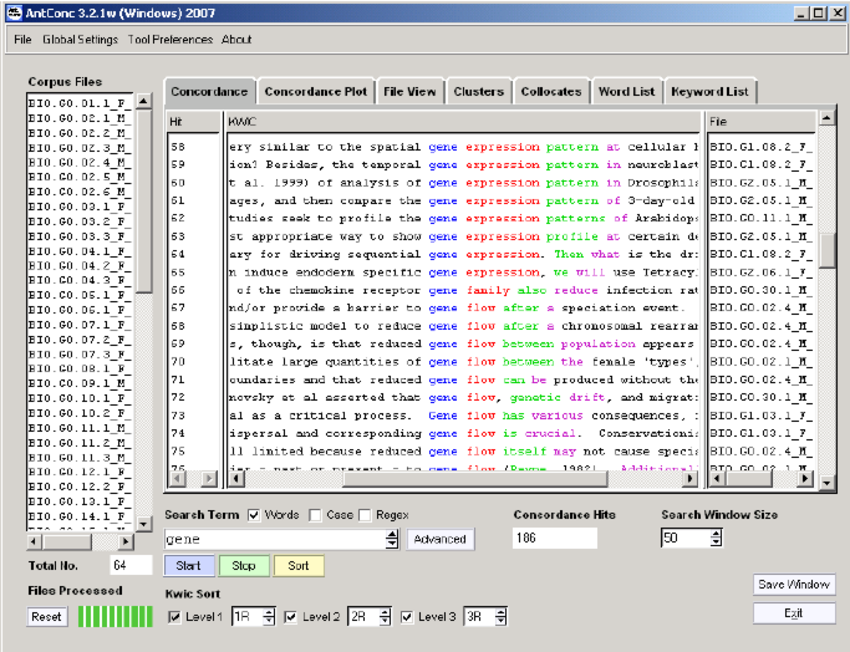 AntConc 3.2.1w (Windows) 2007
File Global Settings Tool Preferences About
Corpus Files
BIO.G0.01.1_F_
BIO.G0.02.1_M_
BIO.G0.02.2_M_
BIO.G0.02.3_M_
BIO.G0.02.4_M_
BIO.G0.02.5_M_
BIO.G0.02.6_M_
BIO.G0.03.1_F_
BIO.G0.03.2_F_
BIO.G0.03.3_F_
BIO.G0.04.1_F_
BIO.G0.04.2_F_
BIO.G0.04.3_F_
BIO.G0.05.1_F_
BIO.G0.06.1_F_
BIO.G0.07.1_F_
BIO.G0.07.2_F_
BIO.G0.07.3_F_
BIO.G0.08.1_F_
BIO.G0.09.1_M_
BIO.G0.10.1_F_
BIO.G0.10.2_F_
BIO.G0.11.1_M_
BIO.G0.11.2_M_
BIO.G0.11.3_M_
BIO.G0.12.1_F_
BIO.G0.12.2_F_
BIO.G0.13.1_F_
BIO.G0.14.1_F_
Total No. 64
Files Processed
Reset
Concordance Concordance Plot File View Clusters Collocates Word List Keyword List
Hit KWIC File
58 ery similar to the spatial gene expression pattern at cellular BIO.G1.08.2_F_
59 ion? Besides, the temporal gene expression pattern in neuroblast BIO.G1.08.2_F_
60 t al. 1999) of analysis of gene expression pattern in Drosophila BIO.G2.05.1_M_
61 ages, and then compare the gene expression pattern of 3-day-old BIO.G2.05.1_M_
62 tudies seek to profile the gene expression patterns of Arabidops BIO.G0.11.1_M_
63 st appropriate way to show gene expression profile at certain de BIO.G2.05.1_M_
64 ary for driving sequential gene expression. Then what is the dr BIO.G1.08.2_F_
65 n induce endoderm specific gene expression, we will use Tetracy BIO.G2.06.1_F_
66 of the chemokine receptor gene family also reduce infection rat BIO.G0.30.1_M_
67 nd/or provide a barrier to gene flow after a speciation event. BIO.G0.02.4_M_
68 simplistic model to reduce gene flow after a chromosomal rearran BIO.G0.02.4_M_
69 s, though, is that reduced gene flow between population appears BIO.G0.02.4_M_
70 litate large quantities of gene flow between the female 'types', BIO.G0.02.1_M_
71 oundaries and that reduced gene flow can be produced without the BIO.G0.02.4_M_
72 novsky et al asserted that gene flow, genetic drift, and migrat BIO.G0.30.1_M_
73 al as a critical process. Gene flow has various consequences, BIO.G1.03.1_F_
74 ispersal and corresponding gene flow is crucial. Conservationi BIO.G1.03.1_F_
75 ll limited because reduced gene flow itself may not cause specia BIO.G0.02.4_M_
76 gene flow 1982)
Search Term Words Case Regex
gene Advanced
Start Stop Sort
Concordance Hits
186
Search Window Size
50
Kwic Sort
Level 1 1R Level 2 2R Level 3 3R
Save Window
Exit